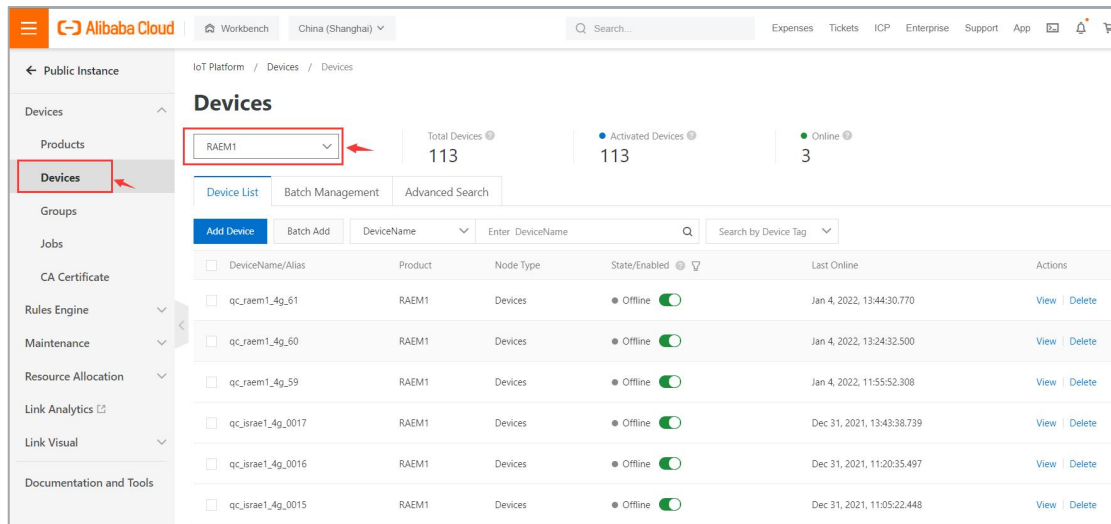 Alibaba Cloud Workbench China (Shanghai) Search... Expenses Tickets ICP Enterprise Support App
Public Instance
IoT Platform / Devices / Devices
Devices
Devices
Products
Devices
Groups
Jobs
CA Certificate
Rules Engine
Maintenance
Resource Allocation
Link Analytics
Link Visual
Documentation and Tools
RAEM1
Total Devices
113
Activated Devices
113
Online
3
Device List Batch Management Advanced Search
Add Device Batch Add DeviceName Enter DeviceName Search by Device Tag
DeviceName/Alias Product Node Type State/Enabled Last Online Actions
qc_raem1_4g_61 RAEM1 Devices Offline Jan 4, 2022, 13:44:30.770 View Delete
qc_raem1_4g_60 RAEM1 Devices Offline Jan 4, 2022, 13:24:32.500 View Delete
qc_raem1_4g_59 RAEM1 Devices Offline Jan 4, 2022, 11:55:52.308 View Delete
qc_israe1_4g_0017 RAEM1 Devices Offline Dec 31, 2021, 13:43:38.739 View Delete
qc_israe1_4g_0016 RAEM1 Devices Offline Dec 31, 2021, 11:20:35.497 View Delete
qc_israe1_4g_0015 RAEM1 Devices Offline Dec 31, 2021, 11:05:22.448 View Delete